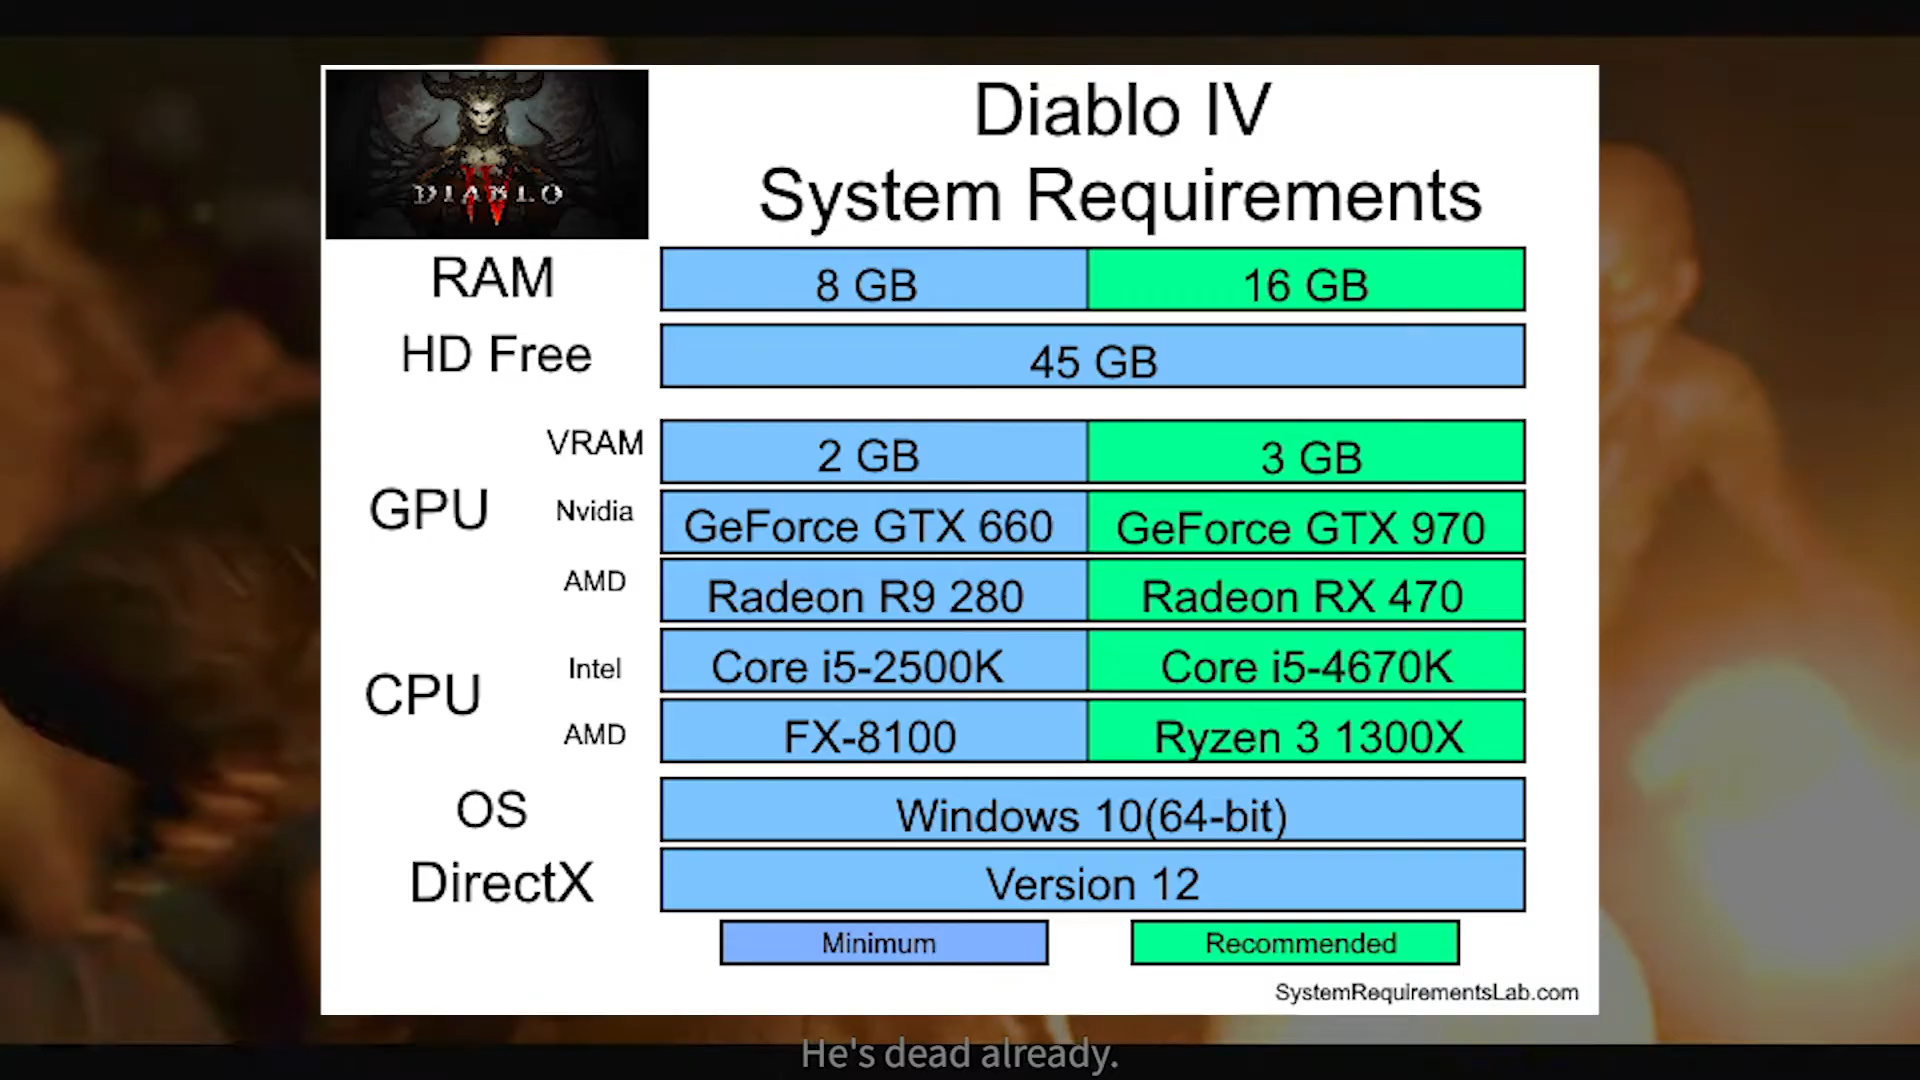 DIABLO
IV
Diablo IV
System Requirements
RAM
8 GB
16 GB
HD Free
45 GB
GPU
VRAM
2 GB
3 GB
Nvidia
GeForce GTX 660
GeForce GTX 970
AMD
Radeon R9 280
Radeon RX 470
CPU
Intel
Core i5-2500K
Core i5-4670K
AMD
FX-8100
Ryzen 3 1300X
OS
Windows 10(64-bit)
DirectX
Version 12
Minimum
Recommended
SystemRequirementsLab.com
He's dead already.